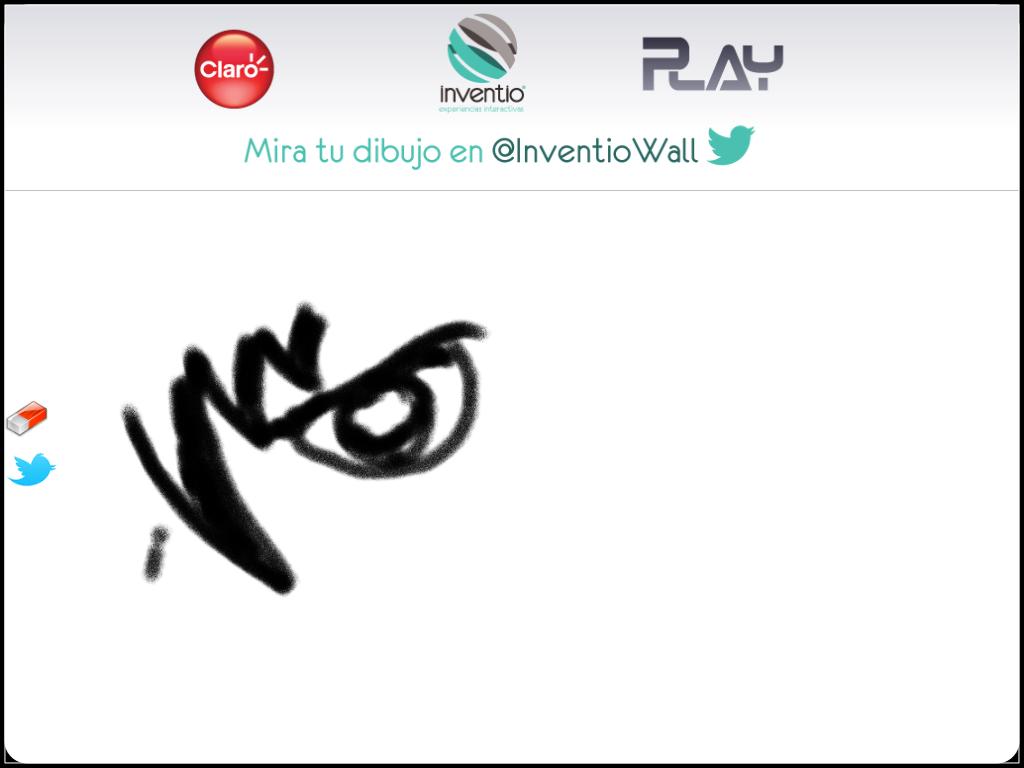 Claro
inventio
experiencias interactivas
PLAY
Mira tu dibujo en @InventioWall